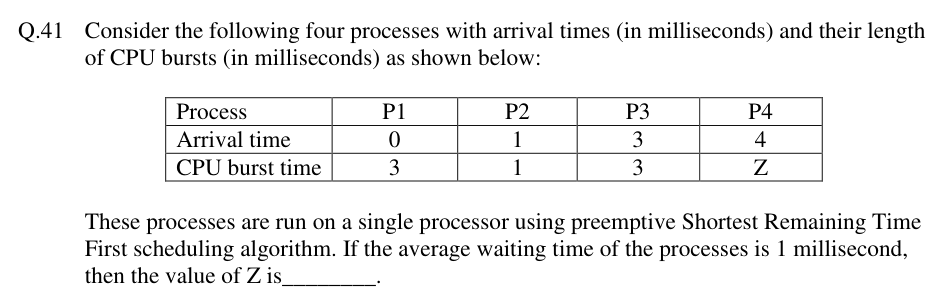 Q.41 Consider the following four processes with arrival times (in milliseconds) and their length
of CPU bursts (in milliseconds) as shown below:
Process P1 P2 P3 P4
Arrival time 0 1 3 4
CPU burst time 3 1 3 Z
These processes are run on a single processor using preemptive Shortest Remaining Time
First scheduling algorithm. If the average waiting time of the processes is 1 millisecond,
then the value of Z is________.